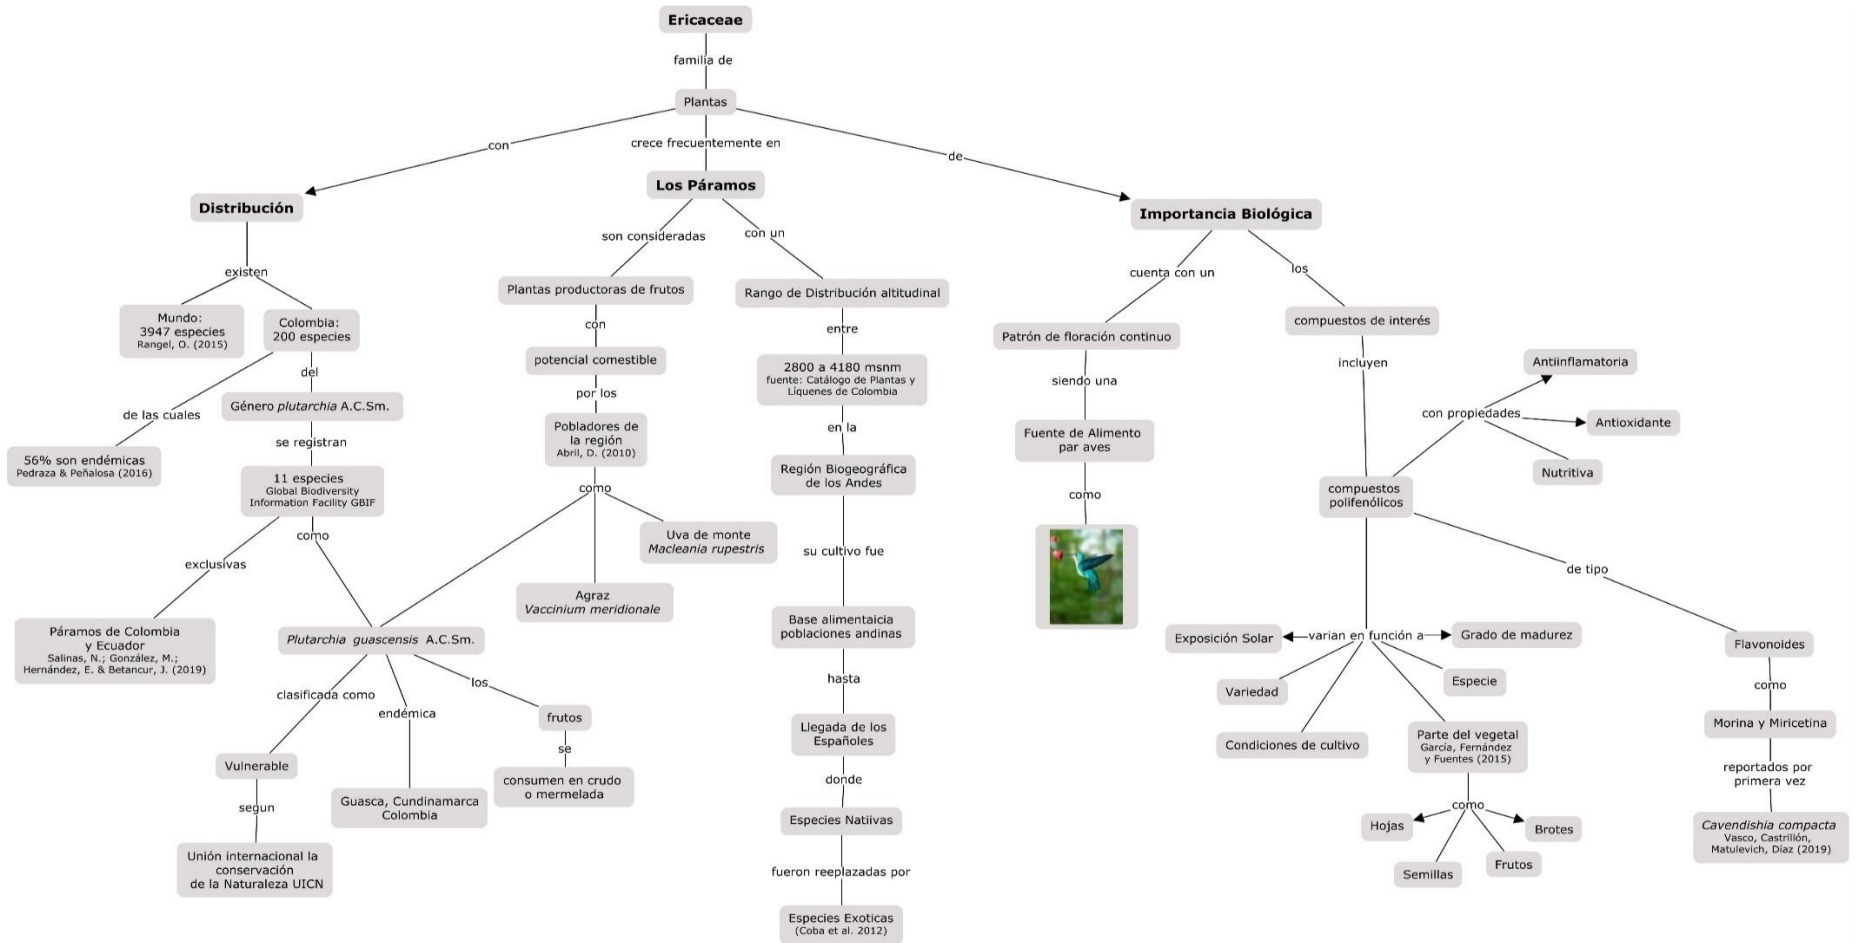 Ericaceae
familia de
Plantas
con
crece frecuentemente en
de
Distribución
existen
Mundo:
3947 especies
Rangel, O. (2015)
Colombia:
200 especies
de las cuales
56% son endémicas
Pedraza & Peñalosa (2016)
del
Género plutarchia A.C.Sm.
se registran
11 especies
Global Biodiversity
Information Facility GBIF
exclusivas
Páramos de Colombia
y Ecuador
Salinas, N.; González, M.;
Hernández, E. & Betancur, J. (2019)
como
Plutarchia guascensis A.C.Sm.
clasificada como
Vulnerable
segun
Unión internacional la
conservación
de la Naturaleza UICN
endémica
Guasca, Cundinamarca
Colombia
los
frutos
se
consumen en crudo
o mermelada
Los Páramos
son consideradas
Plantas productoras de frutos
con
potencial comestible
por los
Pobladores de
la región
Abril, D. (2010)
como
Uva de monte
Macleania rupestris
Agraz
Vaccinium meridionale
con un
Rango de Distribución altitudinal
entre
2800 a 4180 msnm
fuente: Catálogo de Plantas y
Líquenes de Colombia
en la
Región Biogeográfica
de los Andes
su cultivo fue
Base alimentaicia
poblaciones andinas
hasta
Llegada de los
Españoles
donde
Especies Natiivas
fueron reeplazadas por
Especies Exoticas
(Coba et al. 2012)
Importancia Biológica
cuenta con un
Patrón de floración continuo
siendo una
Fuente de Alimento
par aves
como
los
compuestos de interés
incluyen
compuestos
polifenólicos
con propiedades
Antiinflamatoria
Antioxidante
Nutritiva
varian en función a
Exposición Solar
Grado de madurez
Variedad
Especie
Condiciones de cultivo
Parte del vegetal
García, Fernández
y Fuentes (2015)
como
Hojas
Brotes
Semillas
Frutos
de tipo
Flavonoides
como
Morina y Miricetina
reportados por
primera vez
Cavendishia compacta
Vasco, Castrillón,
Matulevich, Diaz (2019)